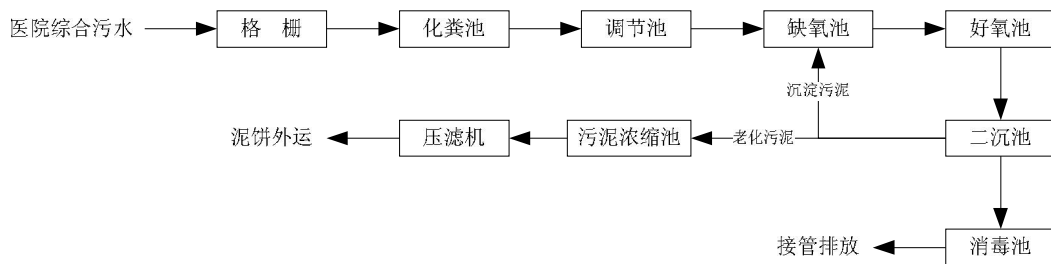 医院综合污水
格 栅
化粪池
调节池
缺氧池
好氧池
沉淀污泥
泥饼外运
压滤机
污泥浓缩池
老化污泥
二沉池
接管排放
消毒池